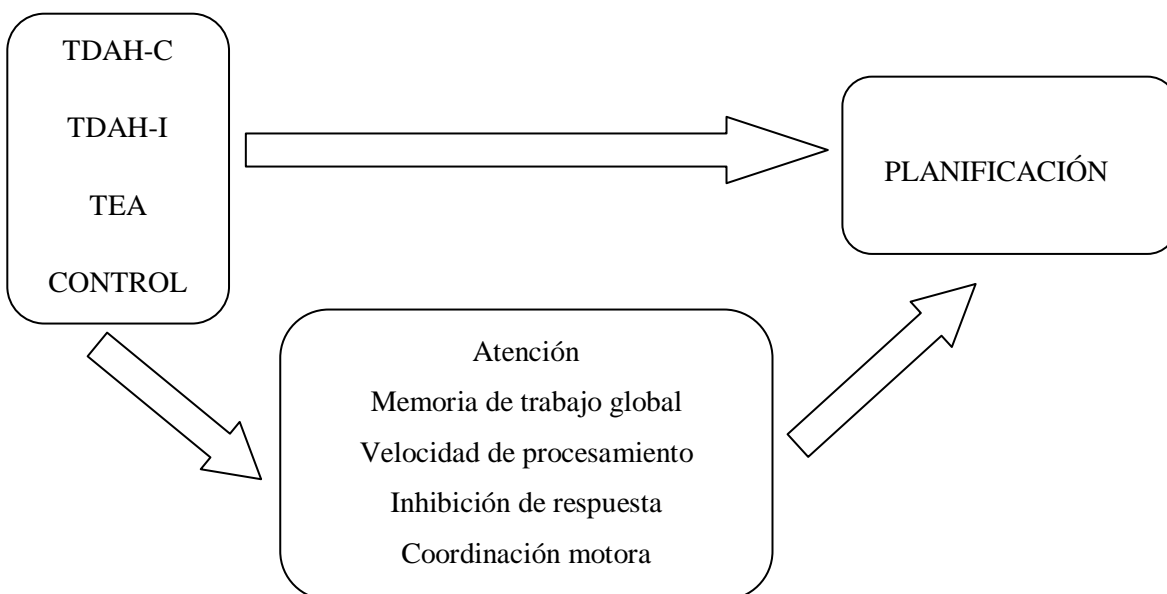 TDAH-C
TDAH-I
TEA
CONTROL
PLANIFICACIÓN
Atención
Memoria de trabajo global
Velocidad de procesamiento
Inhibición de respuesta
Coordinación motora